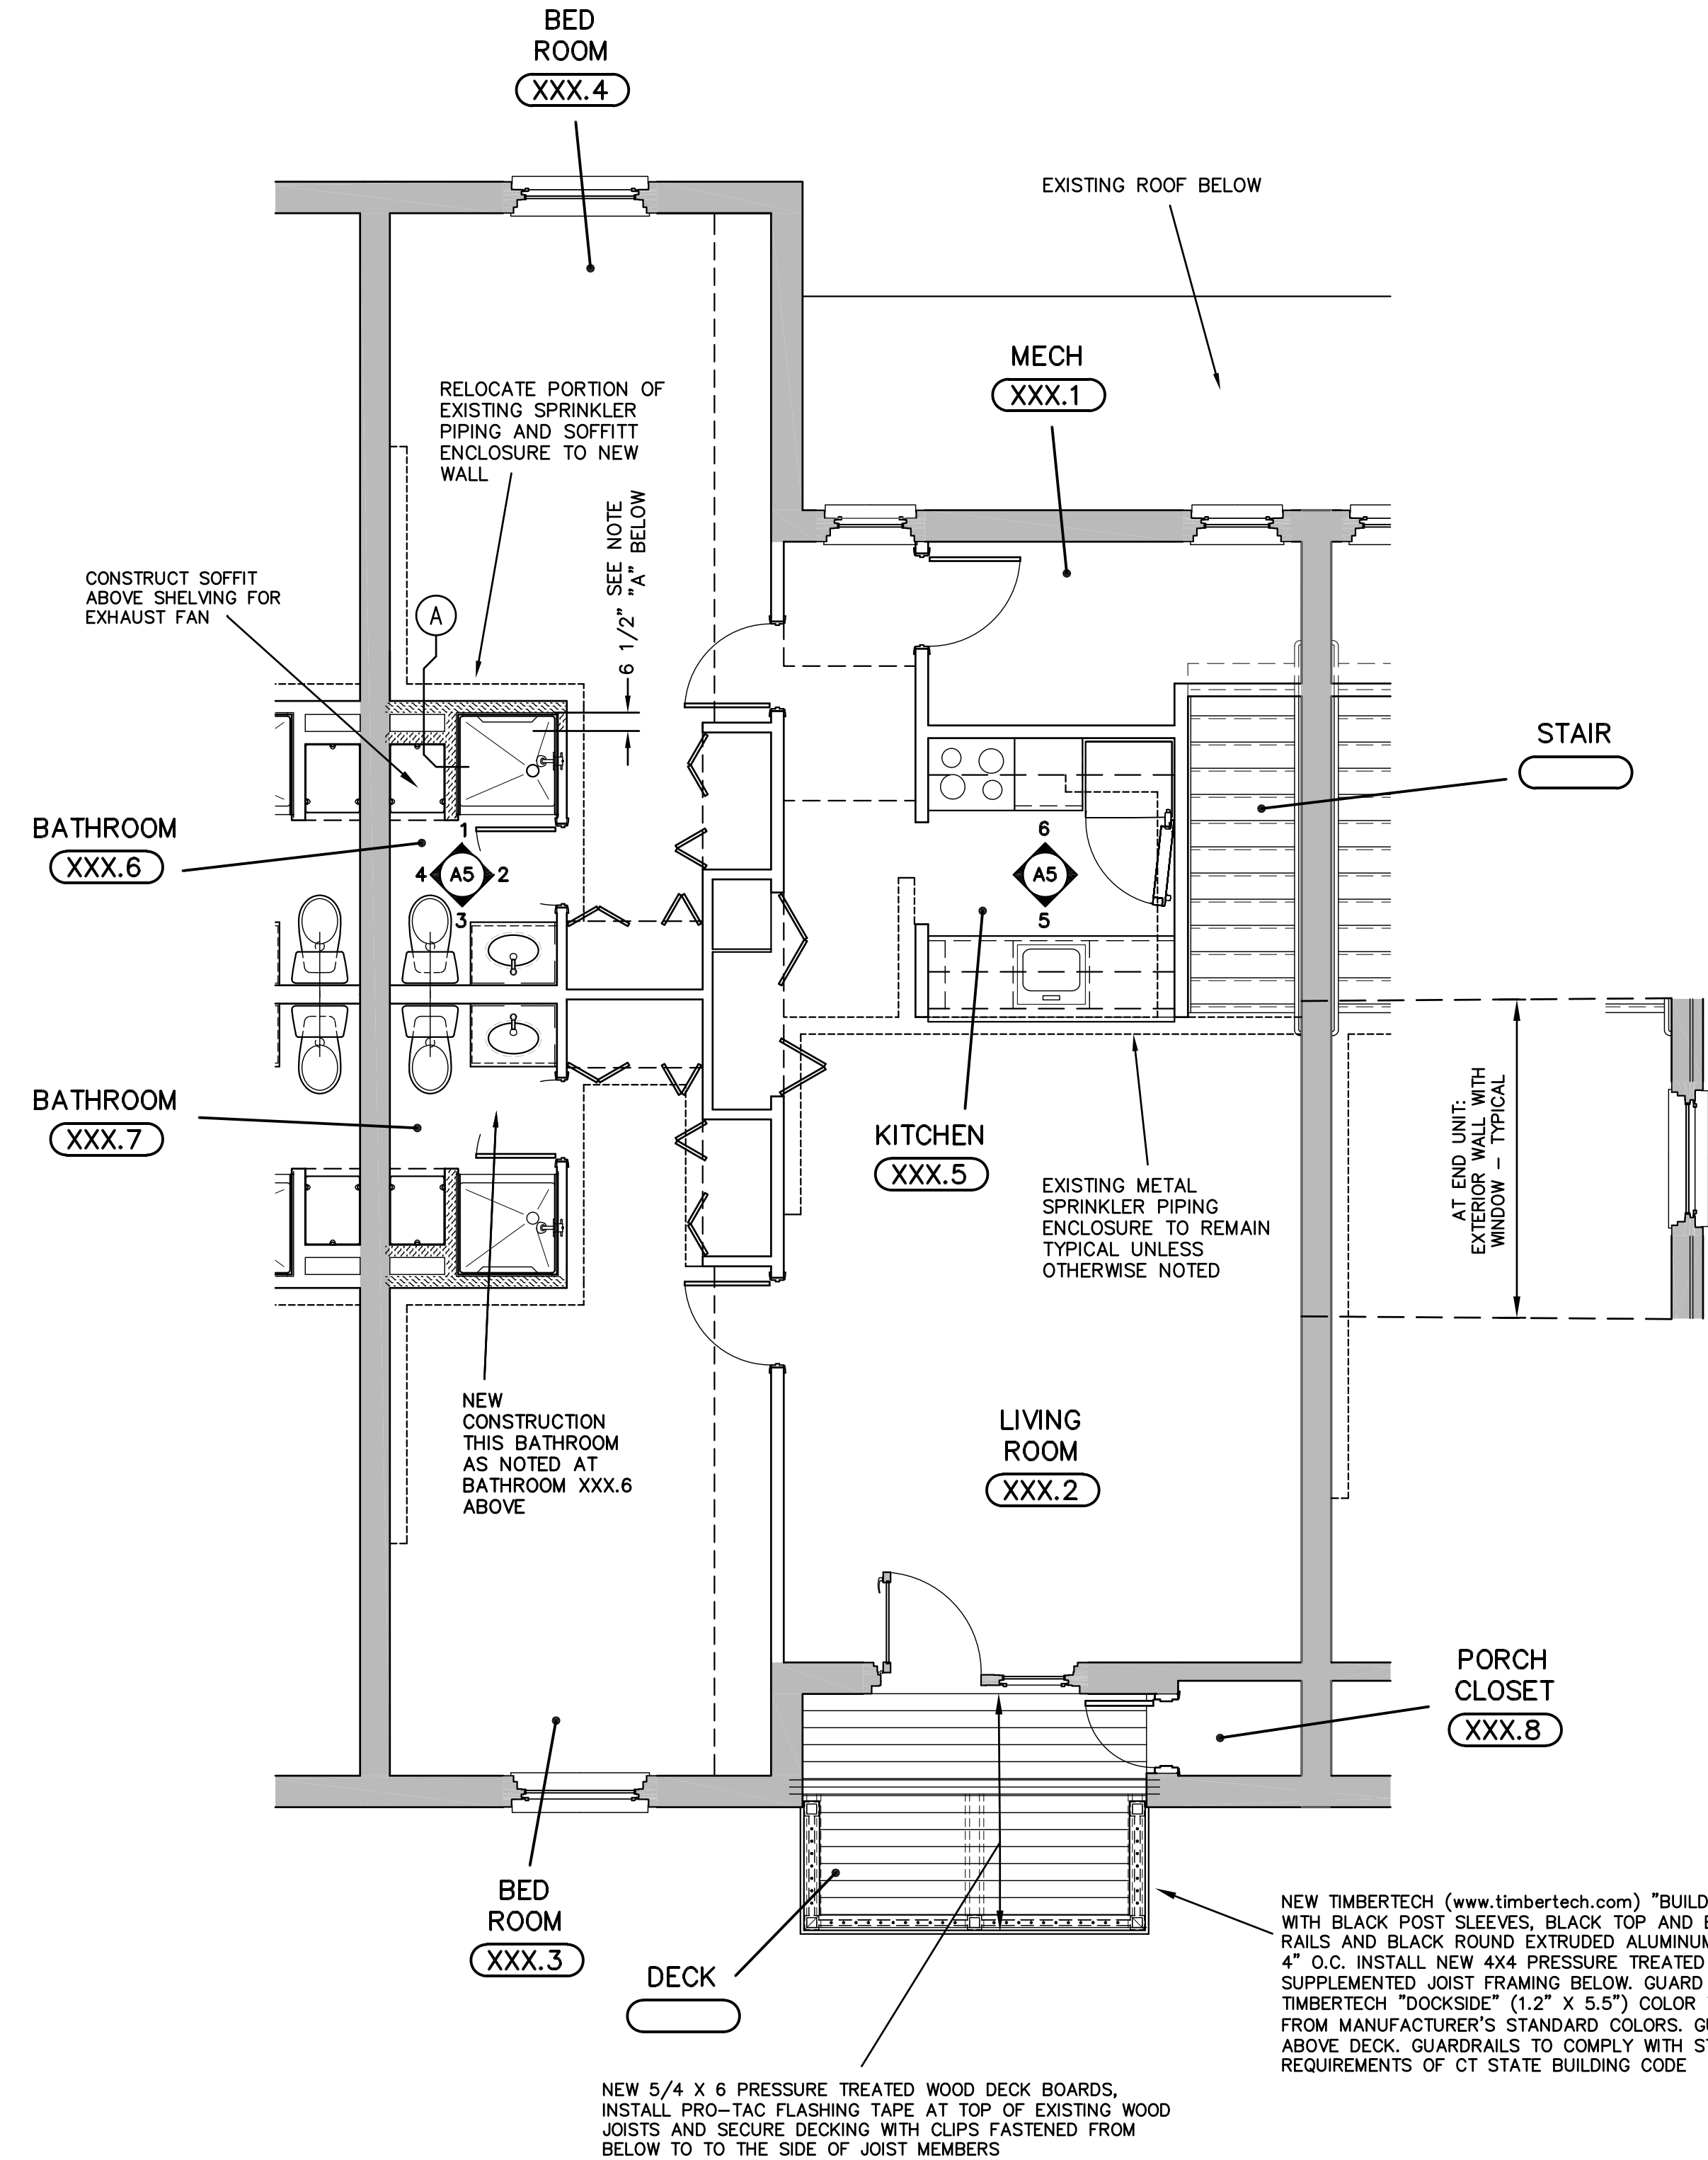 BED
ROOM
XXX.4
EXISTING ROOF BELOW
MECH
XXX.1
RELOCATE PORTION OF
EXISTING SPRINKLER
PIPING AND SOFFITT
ENCLOSURE TO NEW
WALL
6 1/2" SEE NOTE
"A" BELOW
CONSTRUCT SOFFIT
ABOVE SHELVING FOR
EXHAUST FAN
A
STAIR
BATHROOM
XXX.6
1
4 A5 2
3
6
A5
5
BATHROOM
XXX.7
KITCHEN
XXX.5
AT END UNIT:
EXTERIOR WALL WITH
WINDOW - TYPICAL
EXISTING METAL
SPRINKLER PIPING
ENCLOSURE TO REMAIN
TYPICAL UNLESS
OTHERWISE NOTED
NEW
CONSTRUCTION
THIS BATHROOM
AS NOTED AT
BATHROOM XXX.6
ABOVE
LIVING
ROOM
XXX.2
PORCH
CLOSET
XXX.8
BED
ROOM
XXX.3
DECK
NEW TIMBERTECH (www.timbertech.com) "BUILD
WITH BLACK POST SLEEVES, BLACK TOP AND
RAILS AND BLACK ROUND EXTRUDED ALUMINUM
4" O.C. INSTALL NEW 4X4 PRESSURE TREATED
SUPPLEMENTED JOIST FRAMING BELOW. GUARD
TIMBERTECH "DOCKSIDE" (1.2" X 5.5") COLOR
FROM MANUFACTURER'S STANDARD COLORS.
ABOVE DECK. GUARDRAILS TO COMPLY WITH
REQUIREMENTS OF CT STATE BUILDING CODE
NEW 5/4 X 6 PRESSURE TREATED WOOD DECK BOARDS,
INSTALL PRO-TAC FLASHING TAPE AT TOP OF EXISTING WOOD
JOISTS AND SECURE DECKING WITH CLIPS FASTENED FROM
BELOW TO TO THE SIDE OF JOIST MEMBERS